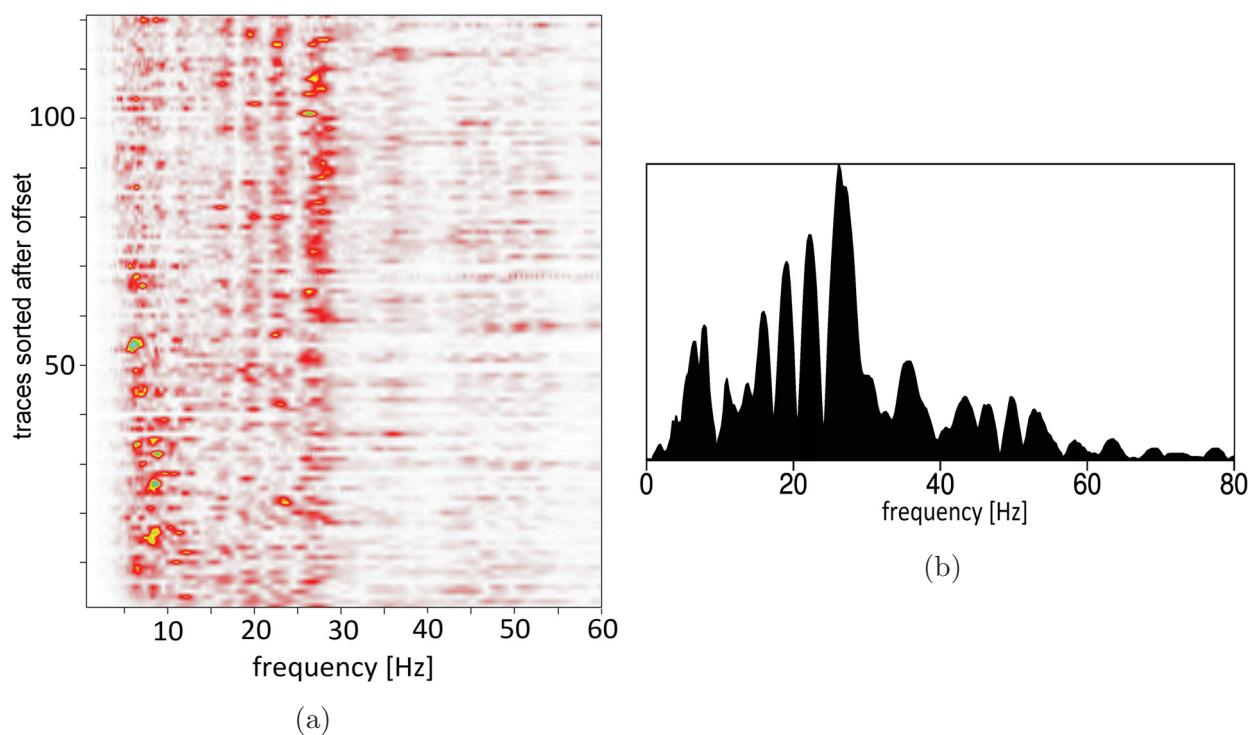 traces sorted after offset
100
50
10 20 30 40 50 60
frequency [Hz]
(a)
0 20 40 60 80
frequency [Hz]
(b)